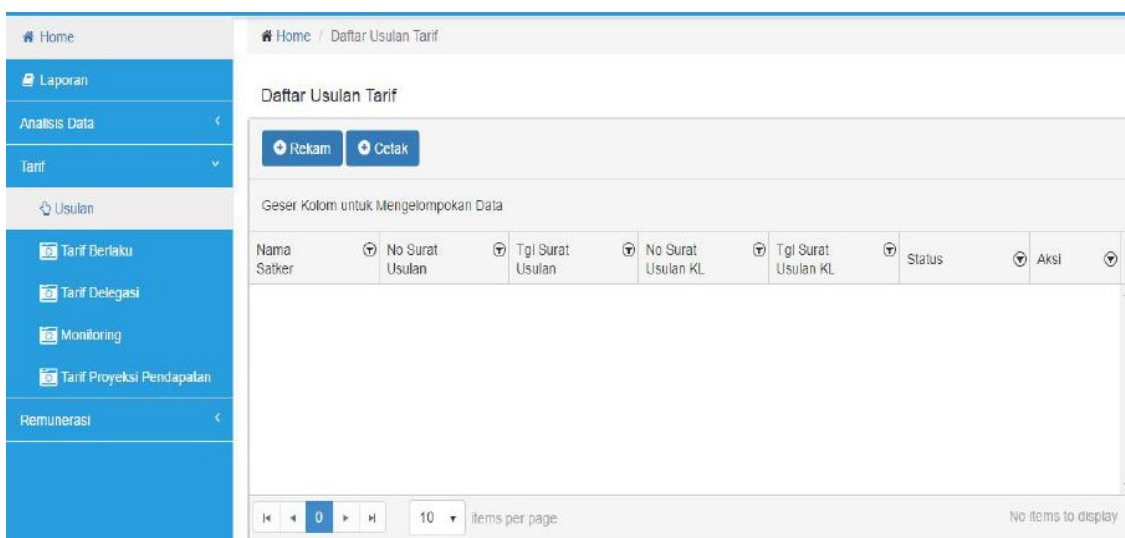 Home
Laporan
Analisis Data
Tarif
Usulan
Tarif Berlaku
Tarif Delegasi
Monitoring
Tarif Proyeksi Pendapatan
Remunerasi
Home / Daftar Usulan Tarif
Daftar Usulan Tarif
Rekam Cetak
Geser Kolom untuk Mengelompokan Data
Nama Satker No Surat Usulan Tgl Surat Usulan No Surat Usulan KL Tgl Surat Usulan KL Status Aksi
0 10 items per page No items to display